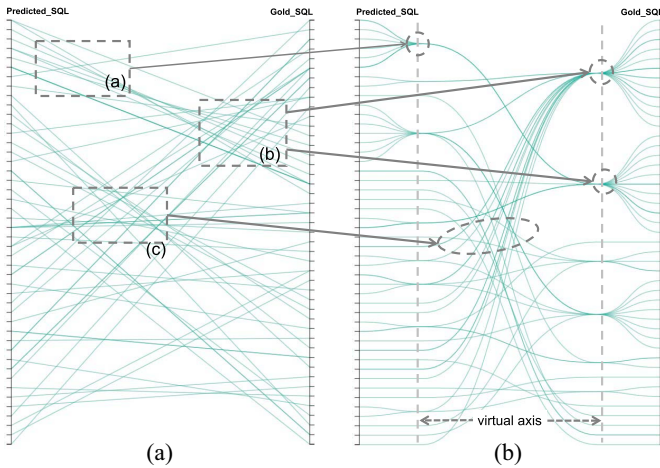 Predicted_SQL
Gold_SQL
Predicted_SQL
Gold_SQL
(a)
(b)
(c)
virtual axis
(a)
(b)